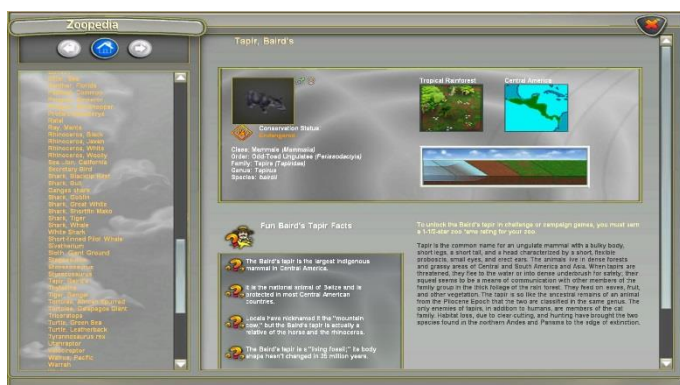 Zoopedia
Tapir, Baird's
Rhinoceros, Black
Rhinoceros, Javan
Rhinoceros, White
Rhinoceros, Woolly
Sea Lion, California
Secretary Bird
Shark, Bull
Ganges shark
Shark, Goblin
Shark, Great White
Shark, Shortfin Mako
Shark, Tiger
Shark, Whale
White Shark
Short-finned Pilot Whale
Sivatherium
Sloth, Giant Ground
Stegosaurus
Styracosaurus
Tapir, Baird's
Triceratops
Turtle, Green Sea
Turtle, Leatherback
Tyrannosaurus rex
Utahraptor
Velociraptor
Walrus, Pacific
Conservation Status
Endangered
Class: Mammals (Mammalia)
Order: Odd-Toed Ungulates (Perissodactyla)
Family: Tapirs (Tapiridae)
Genus: Tapirus
Species: bairdii
Tropical Rainforest
Central America
Fun Baird's Tapir Facts
The Baird's tapir is the largest indigenous
mammal in Central America.
It is the national animal of Belize and is
protected in most Central American
countries.
Locals have nicknamed it the "mountain
cow," but the Baird's tapir is actually a
relative of the horse and the rhinoceros.
The Baird's tapir is a "living fossil;" its body
shape hasn't changed in 35 million years.
To unlock the Baird's tapir in challenge or campaign games, you must earn
a 1 1/2-star zoo fame rating for your zoo.
Tapir is the common name for an ungulate mammal with a bulky body,
short legs, a short tail, and a head characterized by a short, flexible
proboscis, small eyes, and erect ears. The animals live in dense forests
and grassy areas of Central and South America and Asia. When tapirs are
threatened, they flee to the water or into dense underbrush for safety; their
squeal seems to be a means of communication with other members of the
family group in the thick foliage of the rain forest. They feed on leaves, fruit,
and other vegetation. The tapir is so like the ancestral remains of an animal
from the Pliocene Epoch that the two are classified in the same genus. The
only enemies of tapirs, in addition to humans, are members of the cat
family. Habitat loss, due to clear-cutting, and hunting have brought the two
species found in the northern Andes and Panama to the edge of extinction.